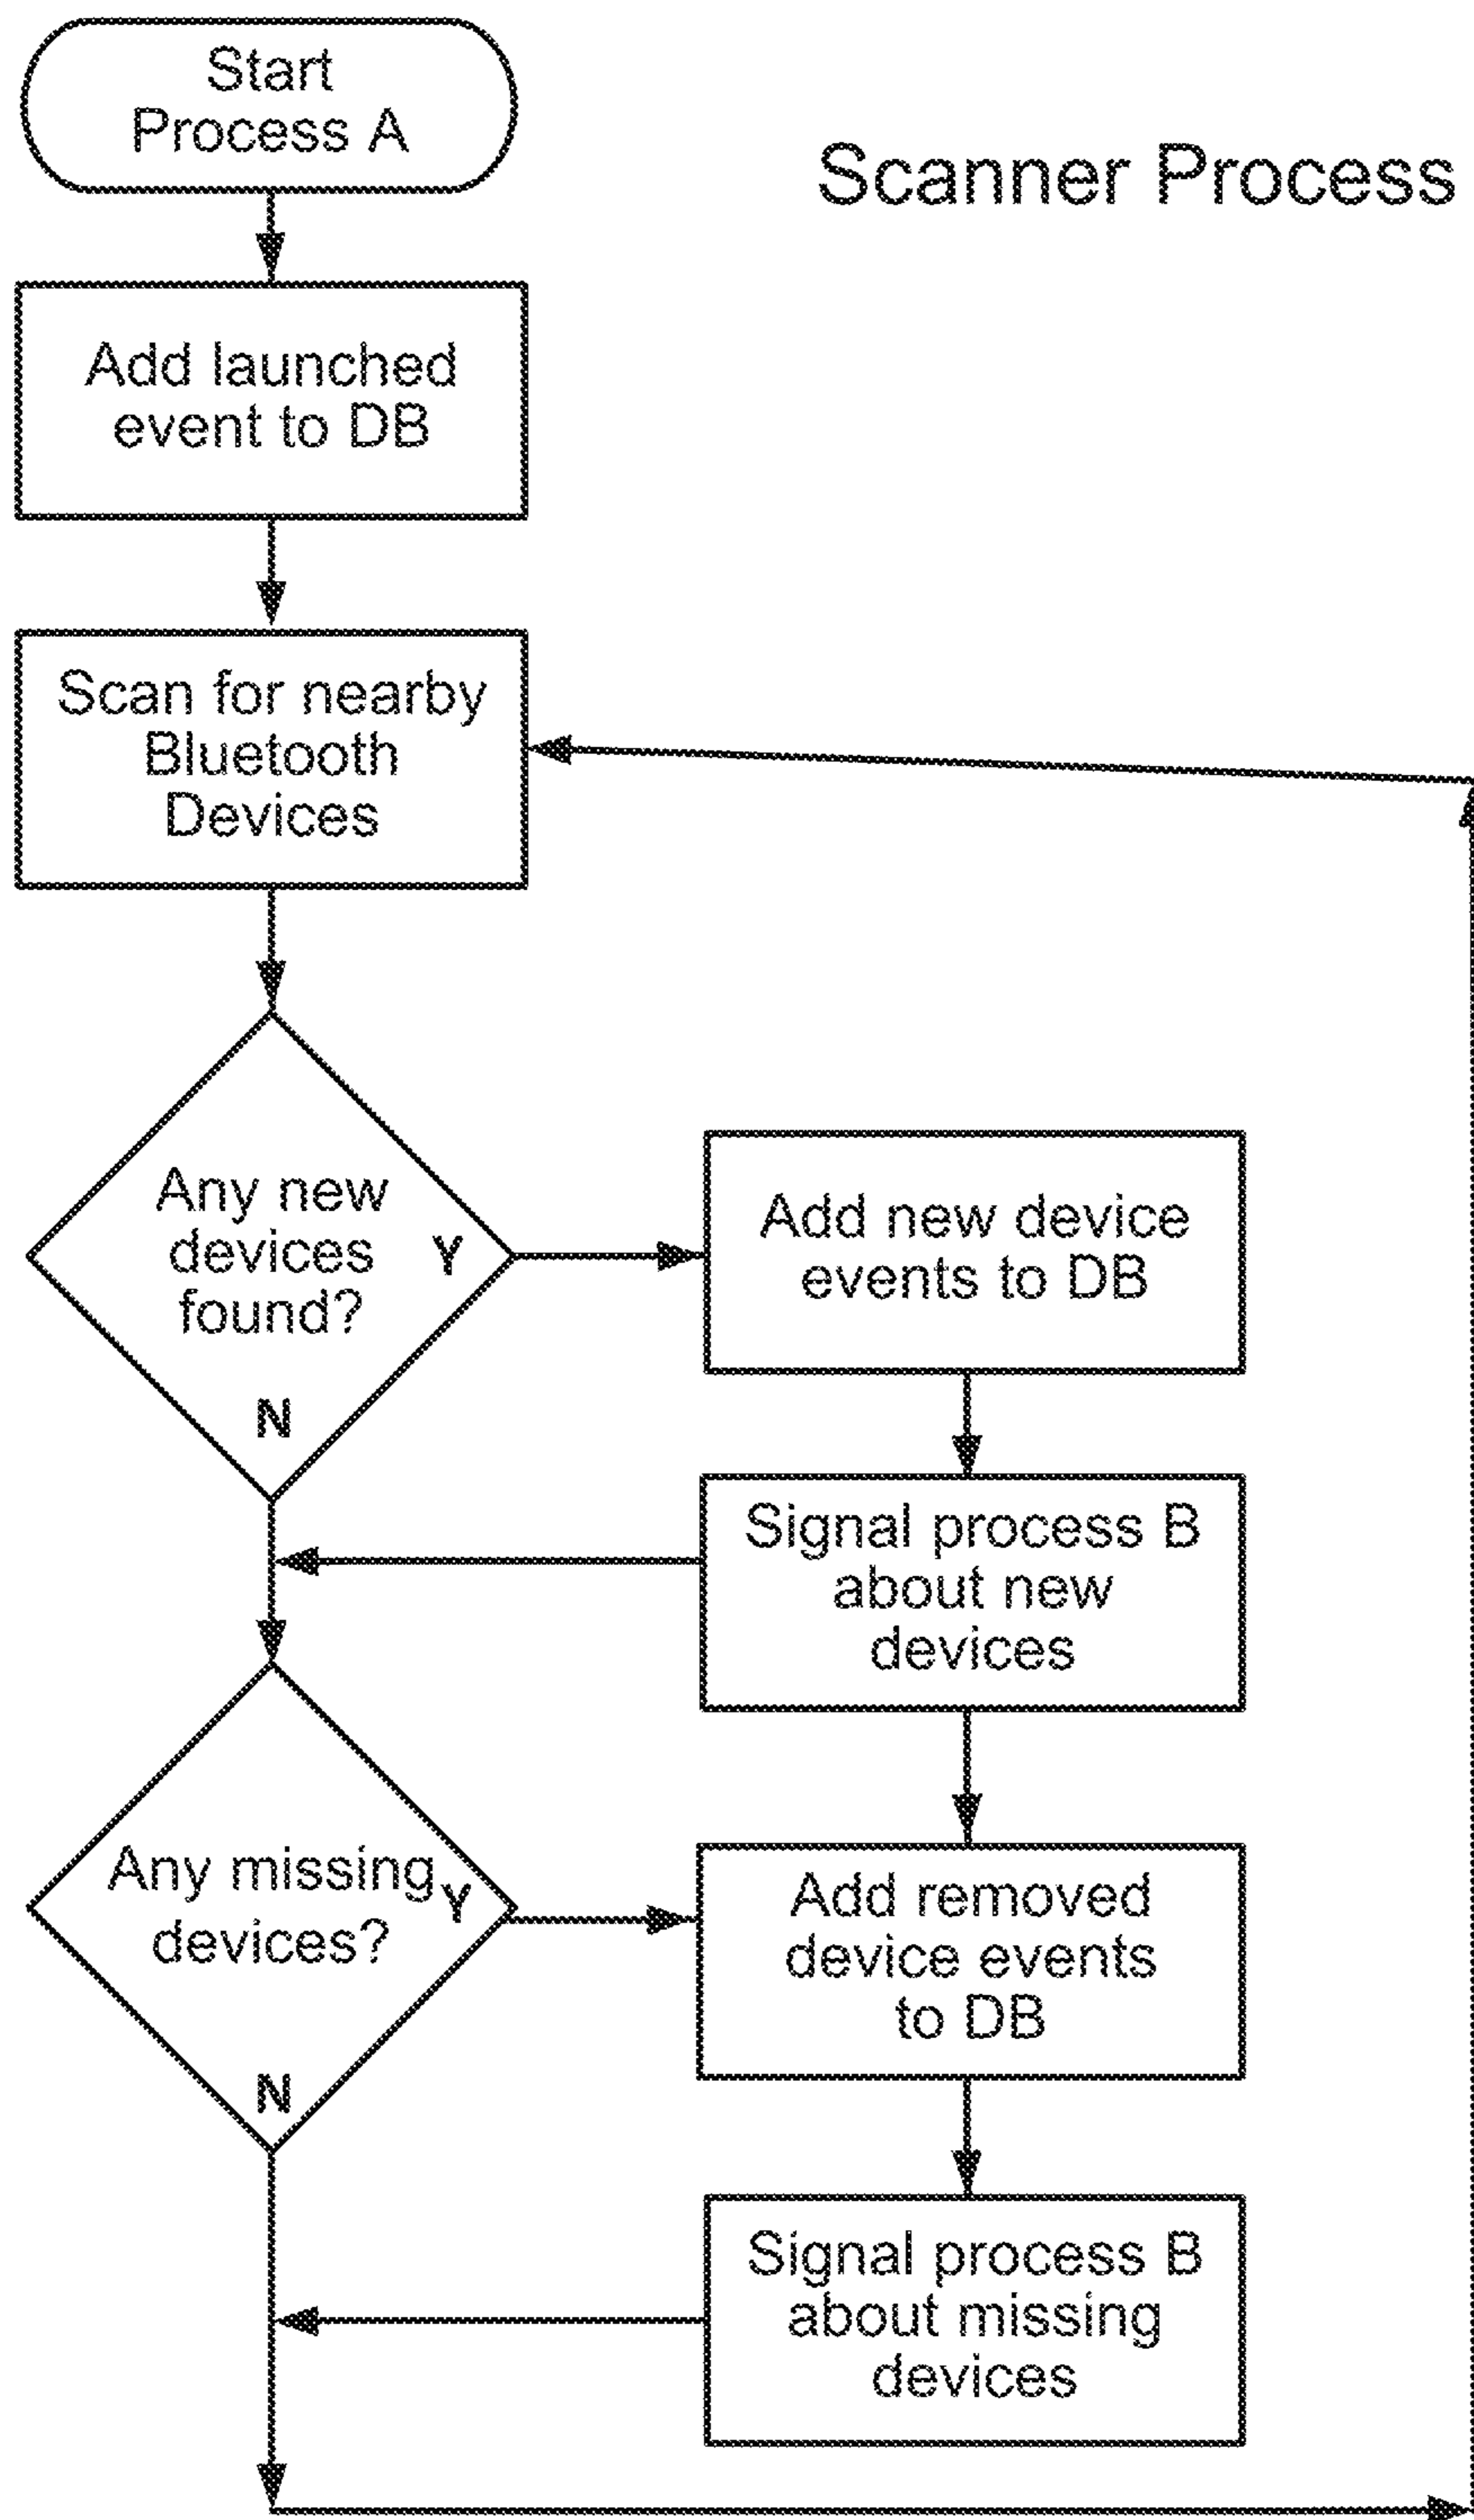 Start
Process A
Scanner Process
Add launched
event to DB
Scan for nearby
Bluetooth
Devices
Any new
devices
found?
Y
N
Add new device
events to DB
Signal process B
about new
devices
Any missing
devices?
Y
N
Add removed
device events
to DB
Signal process B
about missing
devices